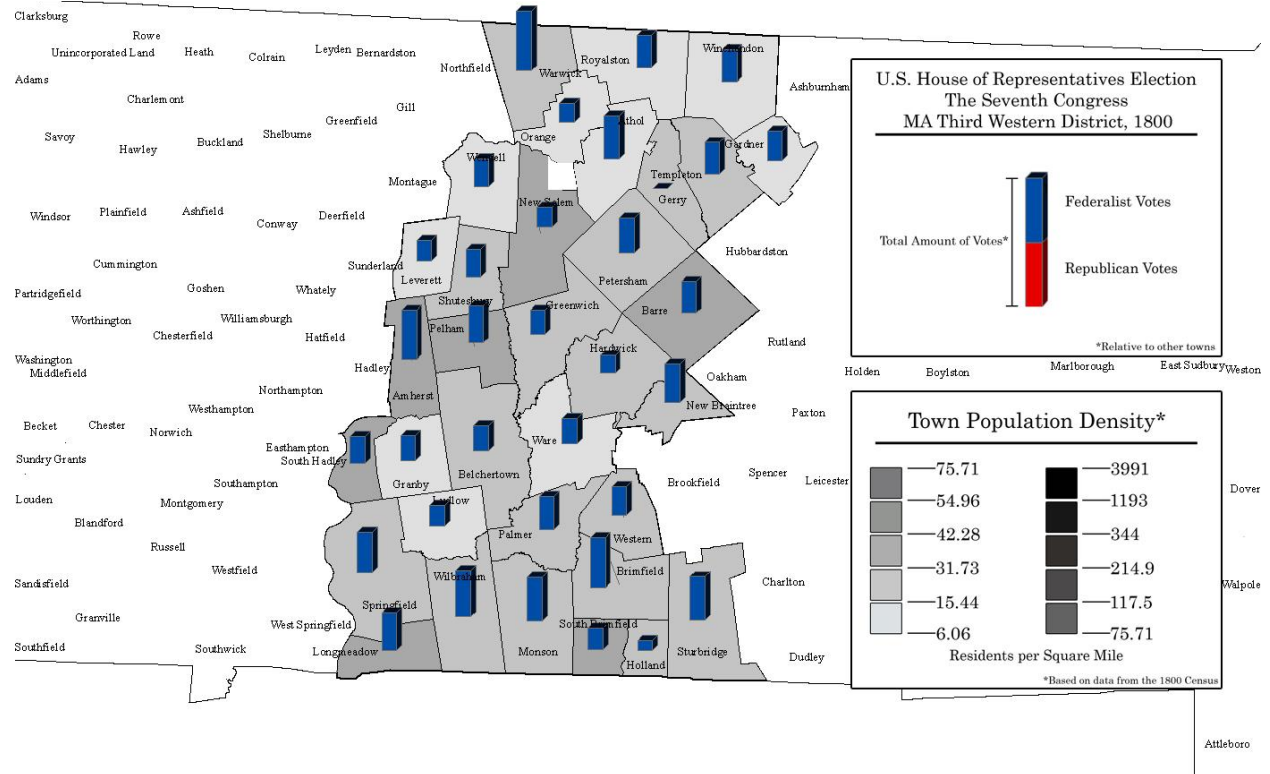 Clarksburg
Rowe
Unincorporated Land
Heath
Colrain
Leyden
Bernardston
Northfield
Warwick
Royalston
Winchendon
Ashburnham
Adams
Charlemont
Gill
Greenfield
Shelburne
Buckland
Savoy
Hawley
Orange
Athol
Gardner
Templeton
Gerry
Wendell
Montague
New Salem
Windsor
Plainfield
Ashfield
Conway
Deerfield
Sunderland
Leverett
Shutesbury
Petersham
Hubbardston
Cummington
Goshen
Whately
Partridgefield
Worthington
Williamsburgh
Chesterfield
Hatfield
Pelham
Greenwich
Barre
Rutland
Hardwick
Washington
Middlefield
Hadley
Amherst
Oakham
Holden
Boylston
Marlborough
East Sudbury
Weston
Northampton
Westhampton
New Braintree
Paxton
Becket
Chester
Norwich
Easthampton
South Hadley
Ware
Sundry Grants
Southampton
Granby
Belchertown
Brookfield
Spencer
Leicester
Dover
Louden
Montgomery
Ludlow
Blandford
Palmer
Western
Russell
Westfield
Wilbraham
Brimfield
Charlton
Walpole
Sandisfield
Granville
Springfield
West Springfield
South Brimfield
Southfield
Southwick
Longmeadow
Monson
Holland
Sturbridge
Dudley
Attleboro
U.S. House of Representatives Election
The Seventh Congress
MA Third Western District, 1800
Federalist Votes
Total Amount of Votes*
Republican Votes
*Relative to other towns
Town Population Density*
75.71
54.96
42.28
31.73
15.44
6.06
3991
1193
344
214.9
117.5
75.71
Residents per Square Mile
*Based on data from the 1800 Census